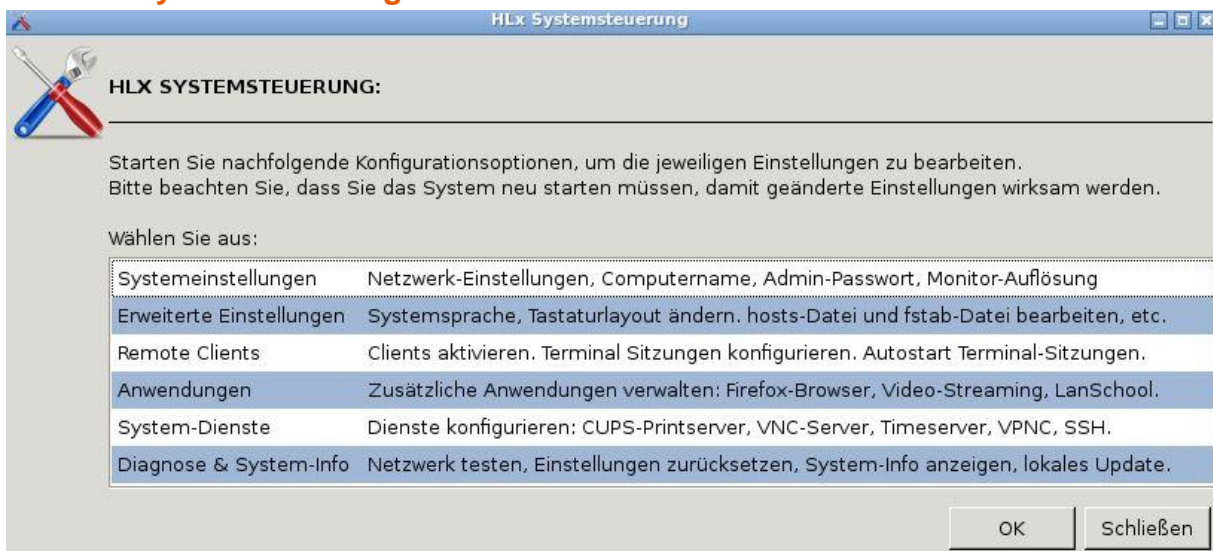 HLx Systemsteuerung
HLX SYSTEMSTEUERUNG:
Starten Sie nachfolgende Konfigurationsoptionen, um die jeweiligen Einstellungen zu bearbeiten.
Bitte beachten Sie, dass Sie das System neu starten müssen, damit geänderte Einstellungen wirksam werden.
Wählen Sie aus:
Systemeinstellungen Netzwerk-Einstellungen, Computername, Admin-Passwort, Monitor-Auflösung
Erweiterte Einstellungen Systemsprache, Tastaturlayout ändern. hosts-Datei und fstab-Datei bearbeiten, etc.
Remote Clients Clients aktivieren. Terminal Sitzungen konfigurieren. Autostart Terminal-Sitzungen.
Anwendungen Zusätzliche Anwendungen verwalten: Firefox-Browser, Video-Streaming, LanSchool.
System-Dienste Dienste konfigurieren: CUPS-Printserver, VNC-Server, Timeserver, VPNC, SSH.
Diagnose & System-Info Netzwerk testen, Einstellungen zurücksetzen, System-Info anzeigen, lokales Update.
OK Schließen